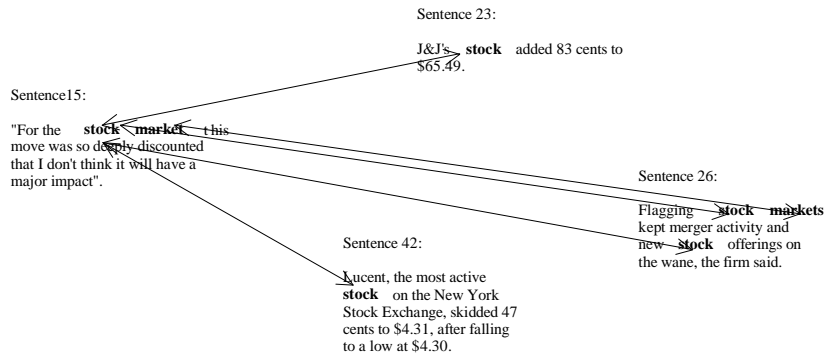 Sentence 23:
J&J's stock added 83 cents to
$65.49.
Sentence15:
"For the stock market this
move was so deeply discounted
that I don't think it will have a
major impact".
Sentence 26:
Flagging stock markets
kept merger activity and
new stock offerings on
the wane, the firm said.
Sentence 42:
Lucent, the most active
stock on the New York
Stock Exchange, skidded 47
cents to $4.31, after falling
to a low at $4.30.